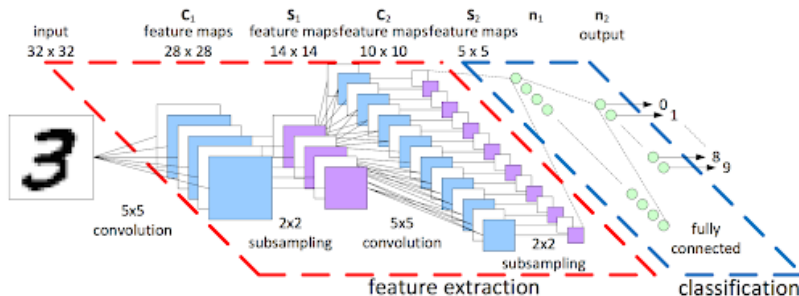 C1 S1 C2 S2 n1 n2
input feature maps feature maps feature maps feature maps output
32 x 32 28 x 28 14 x 14 10 x 10 5 x 5
0
1
8
9
5x5
convolution
2x2
subsampling
5x5
convolution
2x2
subsampling
fully
connected
feature extraction
classification